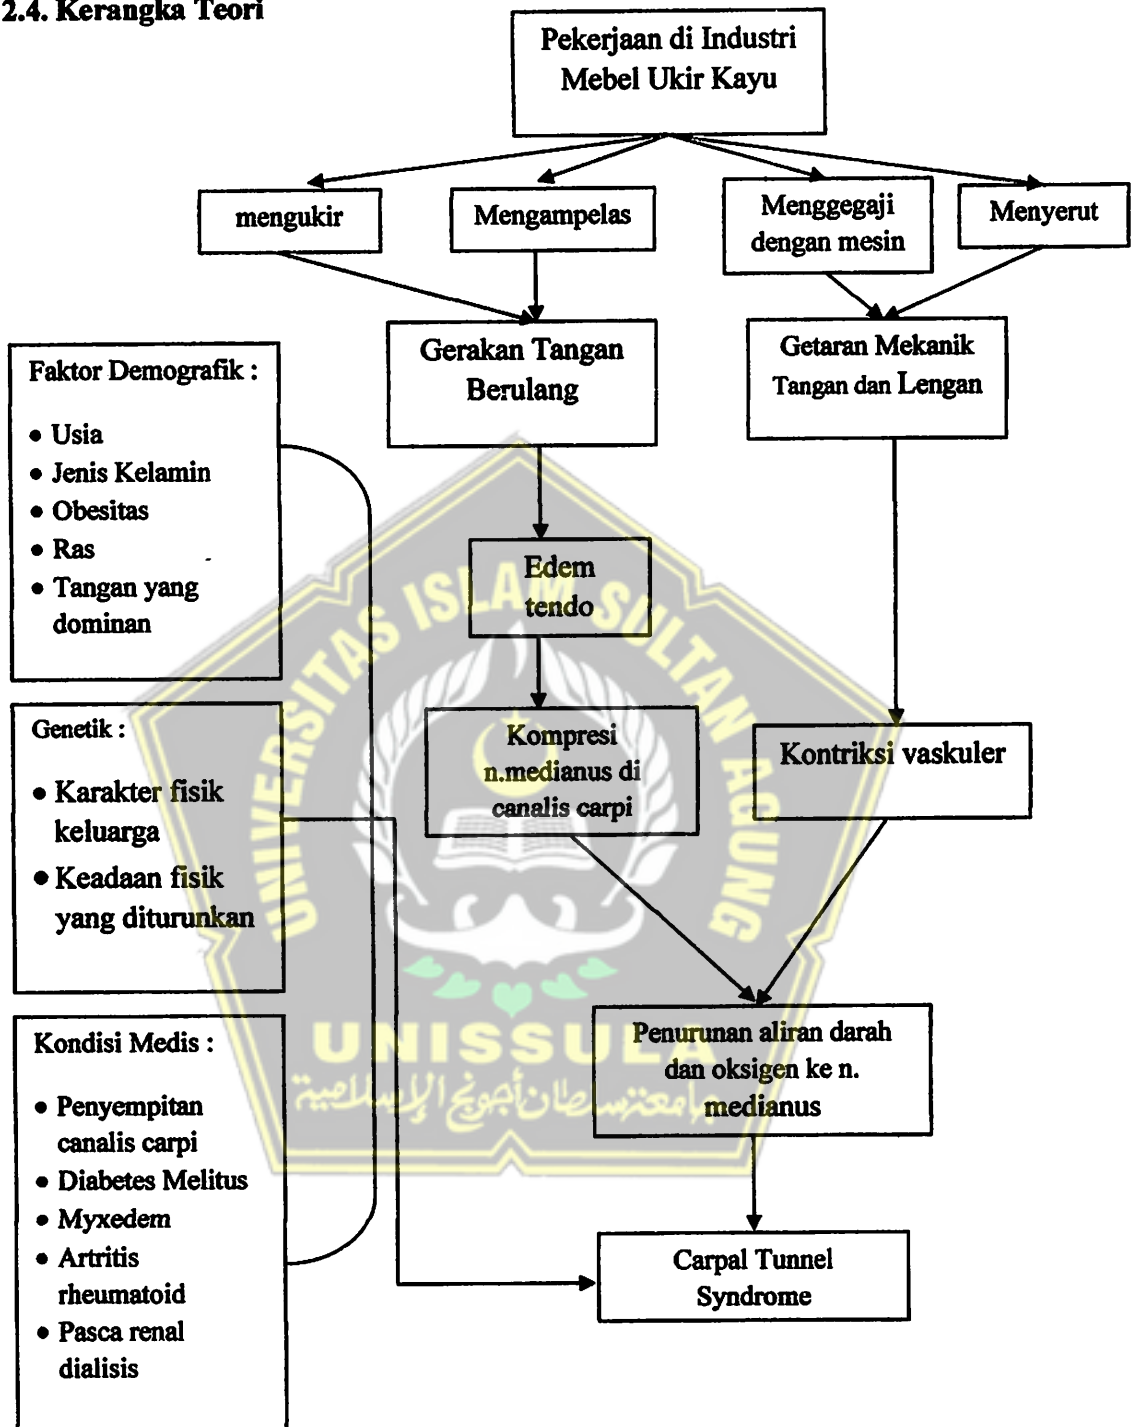 2.4. Kerangka Teori
Pekerjaan di Industri
Mebel Ukir Kayu
mengukir
Mengampelas
Menggegaji
dengan mesin
Menyerut
Gerakan Tangan
Berulang
Getaran Mekanik
Tangan dan Lengan
Faktor Demografik :
• Usia
• Jenis Kelamin
• Obesitas
• Ras
• Tangan yang
dominan
Edem
tendo
Genetik :
• Karakter fisik
keluarga
• Keadaan fisik
yang diturunkan
Kompresi
n.medianus di
canalis carpi
Kontriksi vaskuler
Kondisi Medis :
• Penyempitan
canalis carpi
• Diabetes Melitus
• Myxedem
• Artritis
rheumatoid
• Pasca renal
dialisis
Penurunan aliran darah
dan oksigen ke n.
medianus
Carpal Tunnel
Syndrome
UNIVERSITAS ISLAM SULTAN AGUNG
UNISSULA
جامعتنسلطان أجونج الإسلامية